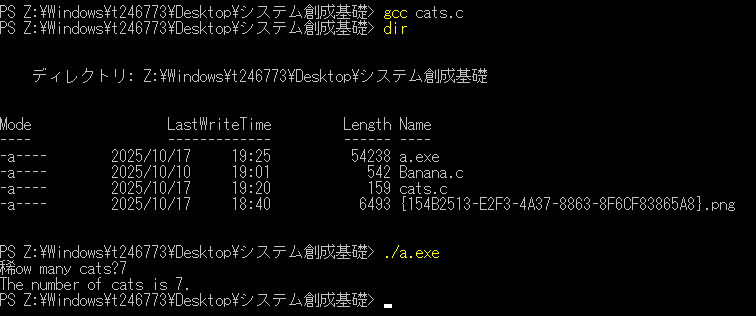 PS Z:¥Windows¥t246773¥Desktop¥システム創成基礎> gcc cats.c
PS Z:¥Windows¥t246773¥Desktop¥システム創成基礎> dir
ディレクトリ: Z:¥Windows¥t246773¥Desktop¥システム創成基礎
Mode LastWriteTime Length Name
---- ------------- ------ ----
-a---- 2025/10/17 19:25 54238 a.exe
-a---- 2025/10/10 19:01 542 Banana.c
-a---- 2025/10/17 19:20 159 cats.c
-a---- 2025/10/17 18:40 6493 {154B2513-E2F3-4A37-8863-8F6CF83865A8}.png
PS Z:¥Windows¥t246773¥Desktop¥システム創成基礎> ./a.exe
稀ow many cats?7
The number of cats is 7.
PS Z:¥Windows¥t246773¥Desktop¥システム創成基礎>